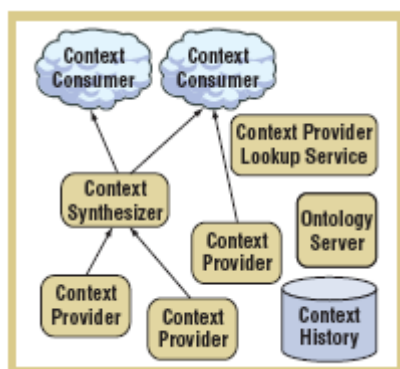 Context
Consumer
Context
Consumer
Context Provider
Lookup Service
Context
Synthesizer
Ontology
Server
Context
Provider
Context
Provider
Context
Provider
Context
History